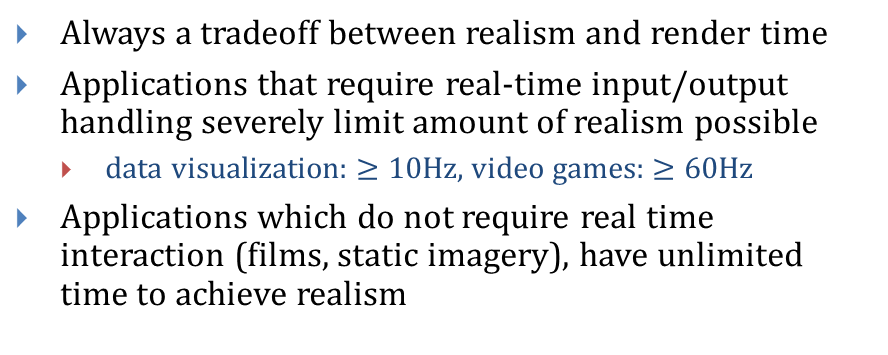 Always a tradeoff between realism and render time
Applications that require real-time input/output
handling severely limit amount of realism possible
data visualization: ≥ 10Hz, video games: ≥ 60Hz
Applications which do not require real time
interaction (films, static imagery), have unlimited
time to achieve realism